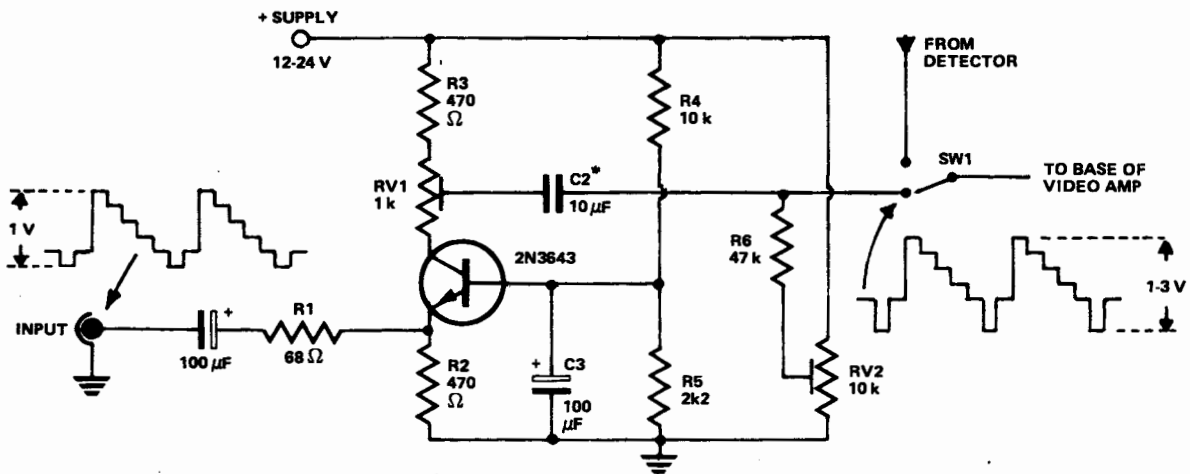 + SUPPLY
12-24 V
FROM
DETECTOR
R3
470
Ω
R4
10 k
RV1
1 k
C2*
10 μF
SW1
TO BASE OF
VIDEO AMP
1 V
2N3643
R6
47 k
1-3 V
INPUT
+
R1
100 μF
68 Ω
R2
470
Ω
+
C3
100
μF
R5
2k2
RV2
10 k